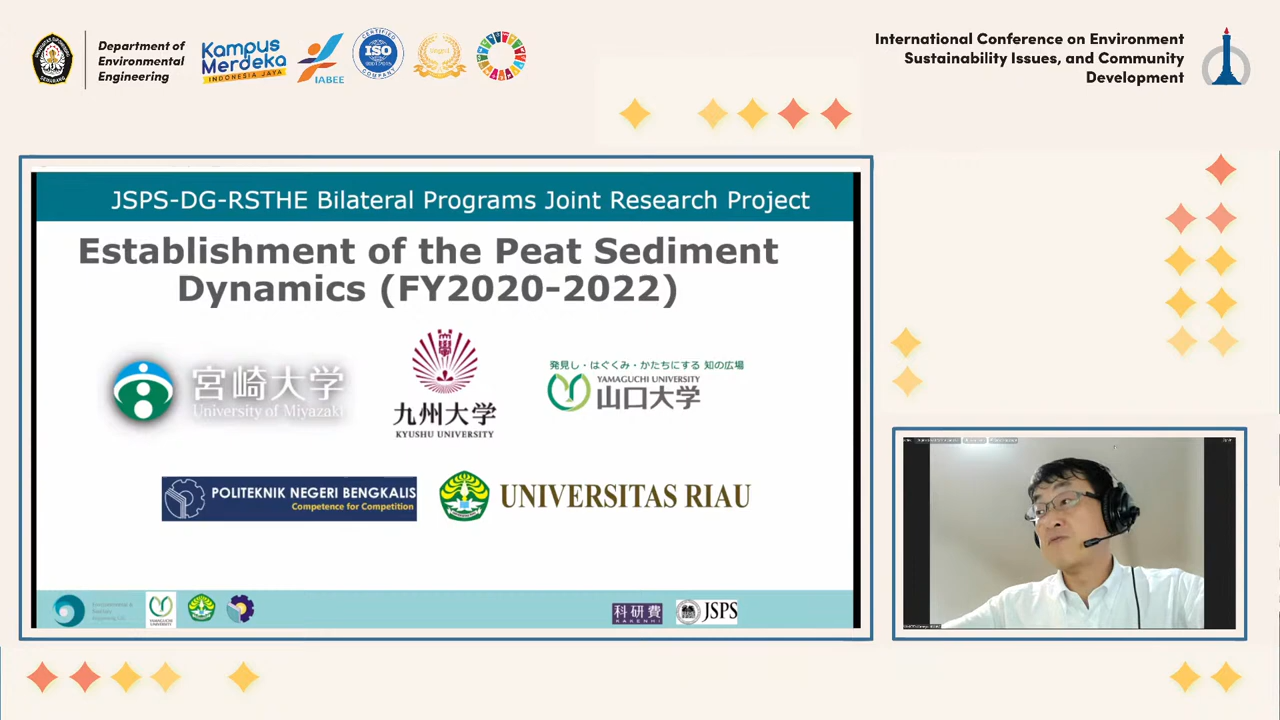 Department of
Environmental
Engineering
Kampus
Merdeka
INDONESIA JAYA
IABEE
CERTIFIED
ISO
COMPANY
International Conference on Environment
Sustainability Issues, and Community
Development
JSPS-DG-RSTHE Bilateral Programs Joint Research Project
Establishment of the Peat Sediment
Dynamics (FY2020-2022)
宮崎大学
University of Miyazaki
九州大学
KYUSHU UNIVERSITY
発見し・はぐくみ・かたちにする 知の広場
YAMAGUCHI UNIVERSITY
山口大学
POLITEKNIK NEGERI BENGKALIS
Competence for Competition
UNIVERSITAS RIAU
YAMAGUCHI
UNIVERSITY
科研費
KAKENHI
JSPS